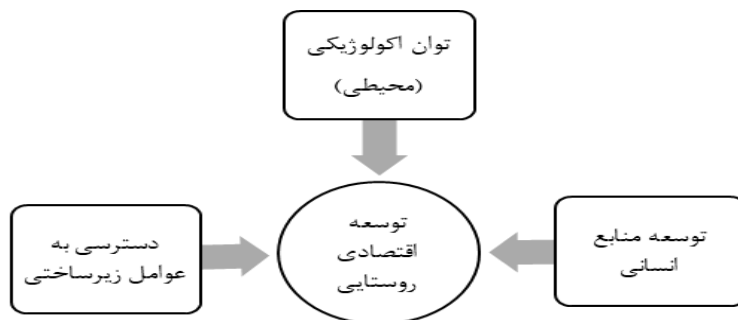 توان اکولوژیکی
(محیطی)
توسعه منابع
انسانی
توسعه
اقتصادی
روستایی
دسترسی به
عوامل زیرساختی